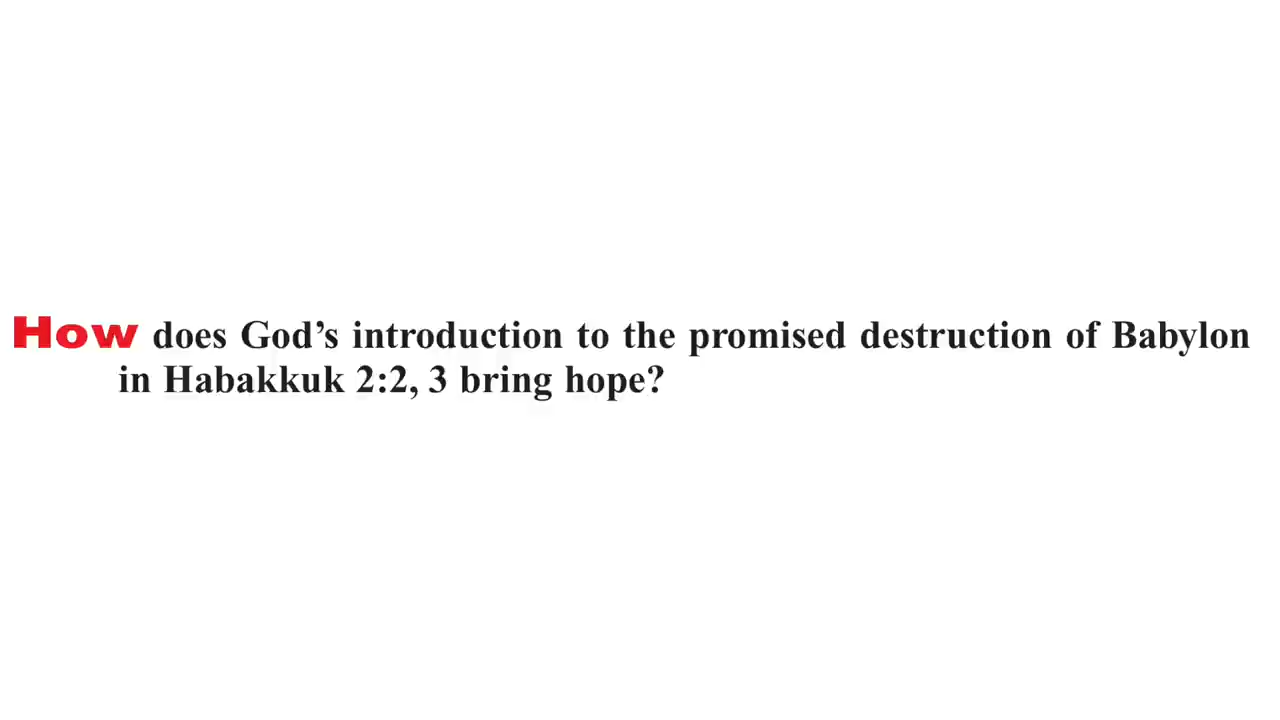 How does God’s introduction to the promised destruction of Babylon
in Habakkuk 2:2, 3 bring hope?